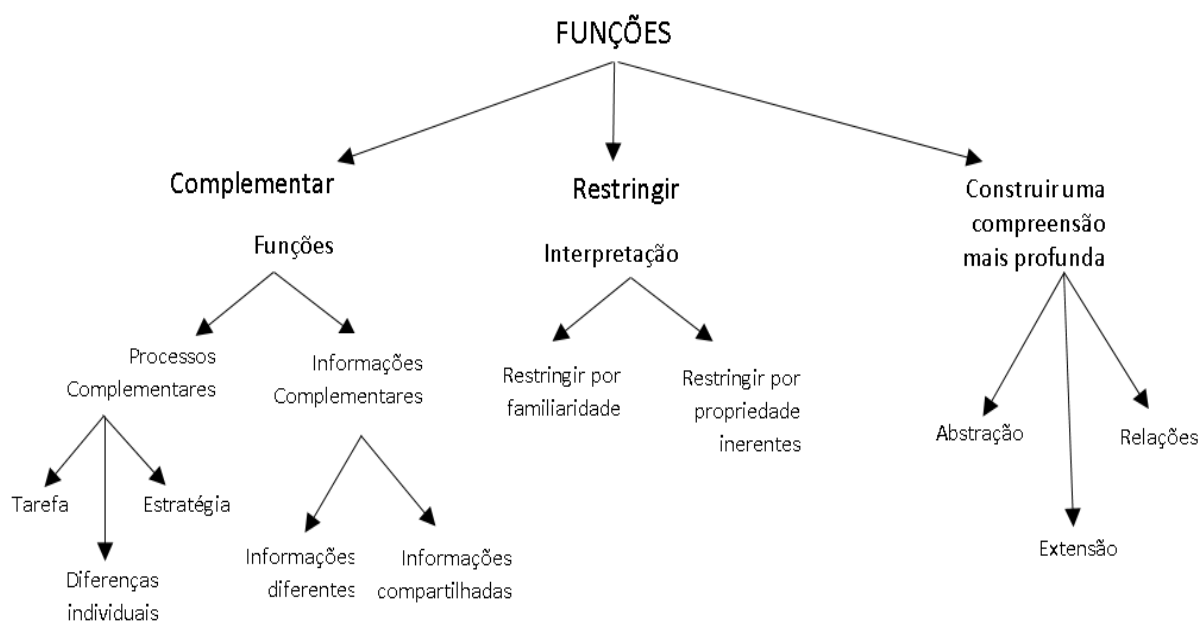 FUNÇÕES
Complementar
Funções
Processos
Complementares
Tarefa
Estratégia
Diferenças
individuais
Informações
Complementares
Informações
diferentes
Informações
compartilhadas
Restringir
Interpretação
Restringir por
familiaridade
Restringir por
propriedade
inerentes
Construir uma
compreensão
mais profunda
Abstração
Relações
Extensão